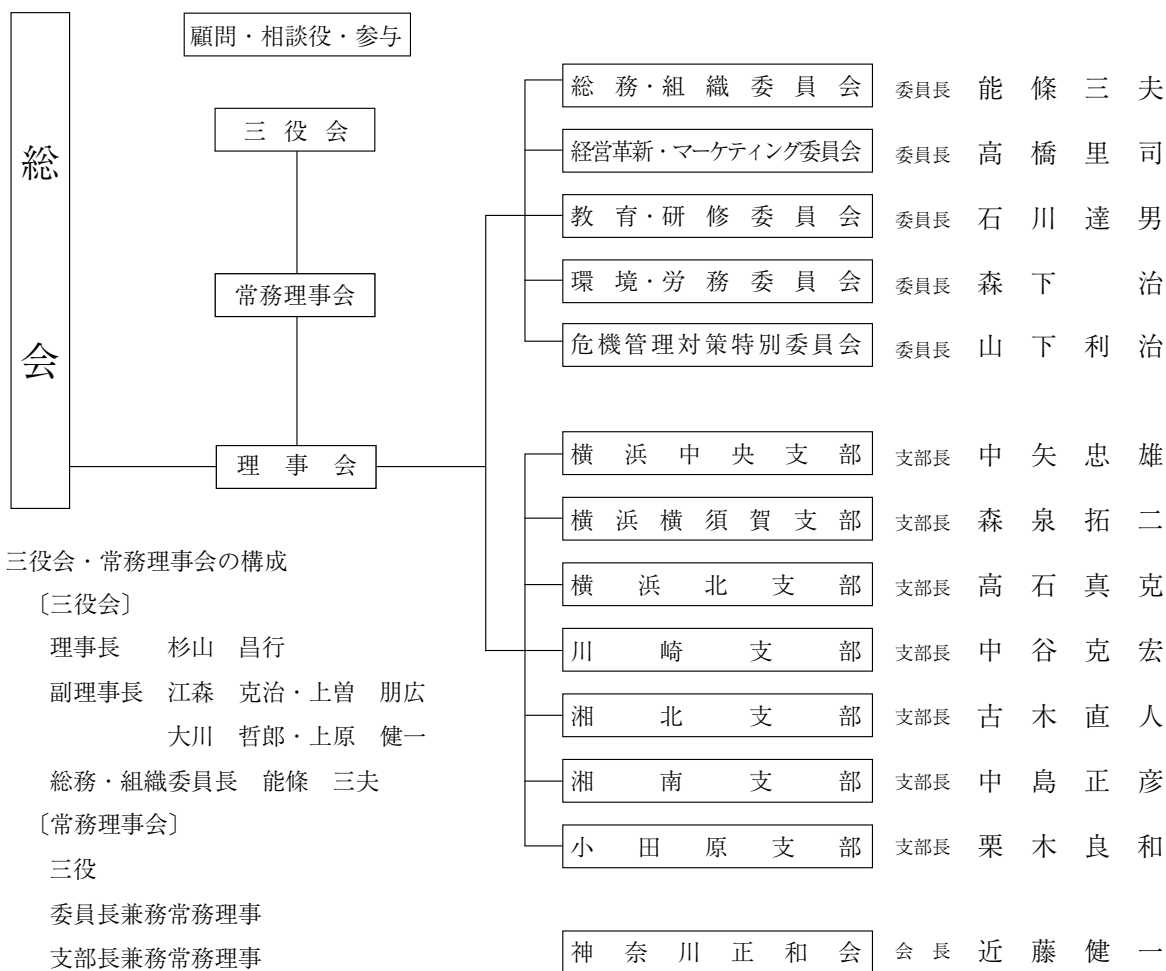 総会
顧問・相談役・参与
三役会
常務理事会
理事会
総務・組織委員会 委員長 能條三夫
経営革新・マーケティング委員会 委員長 高橋里司
教育・研修委員会 委員長 石川達男
環境・労務委員会 委員長 森下 治
危機管理対策特別委員会 委員長 山下利治
横浜中央支部 支部長 中矢忠雄
横浜横須賀支部 支部長 森泉拓二
横浜北支部 支部長 高石真克
川崎支部 支部長 中谷克宏
湘北支部 支部長 古木直人
湘南支部 支部長 中島正彦
小田原支部 支部長 栗木良和
神奈川正和会 会長 近藤健一
三役会・常務理事会の構成
〔三役会〕
理事長 杉山 昌行
副理事長 江森 克治・上曽 朋広
大川 哲郎・上原 健一
総務・組織委員長 能條 三夫
〔常務理事会〕
三役
委員長兼務常務理事
支部長兼務常務理事